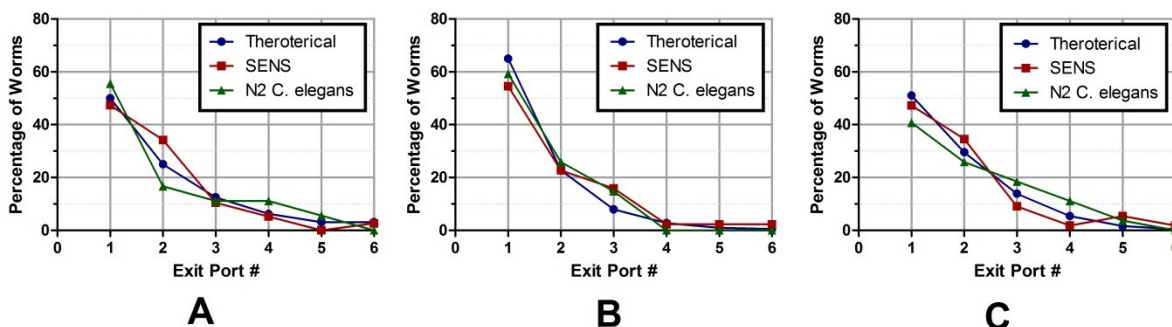 80
60
40
20
0
Percentage of Worms
Theroterical
SENS
N2 C. elegans
0 1 2 3 4 5 6
Exit Port #
A
80
60
40
20
0
Percentage of Worms
Theroterical
SENS
N2 C. elegans
0 1 2 3 4 5 6
Exit Port #
B
80
60
40
20
0
Percentage of Worms
Theroterical
SENS
N2 C. elegans
0 1 2 3 4 5
Exit Port #
C